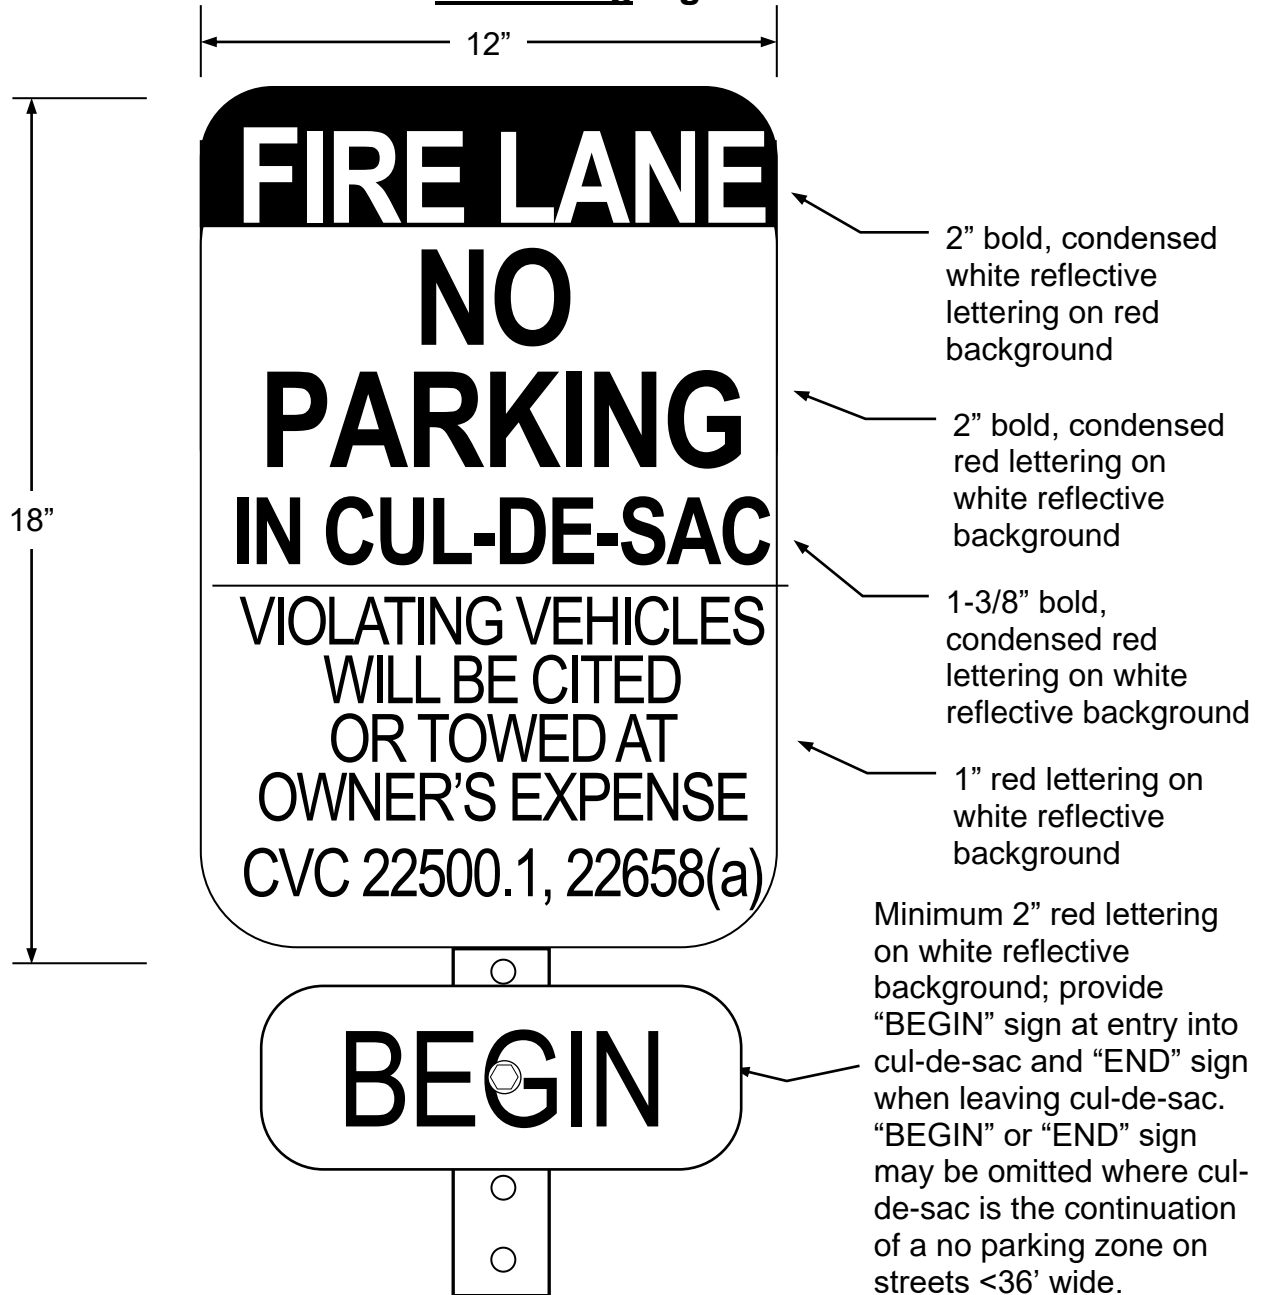 12”
FIRE LANE
NO
PARKING
IN CUL-DE-SAC
VIOLATING VEHICLES
WILL BE CITED
OR TOWED AT
OWNER’S EXPENSE
CVC 22500.1, 22658(a)
BEGIN
18”
2” bold, condensed
white reflective
lettering on red
background
2” bold, condensed
red lettering on
white reflective
background
1-3/8” bold,
condensed red
lettering on white
reflective background
1” red lettering on
white reflective
background
Minimum 2” red lettering
on white reflective
background; provide
“BEGIN” sign at entry into
cul-de-sac and “END” sign
when leaving cul-de-sac.
“BEGIN” or “END” sign
may be omitted where cul-
de-sac is the continuation
of a no parking zone on
streets <36’ wide.